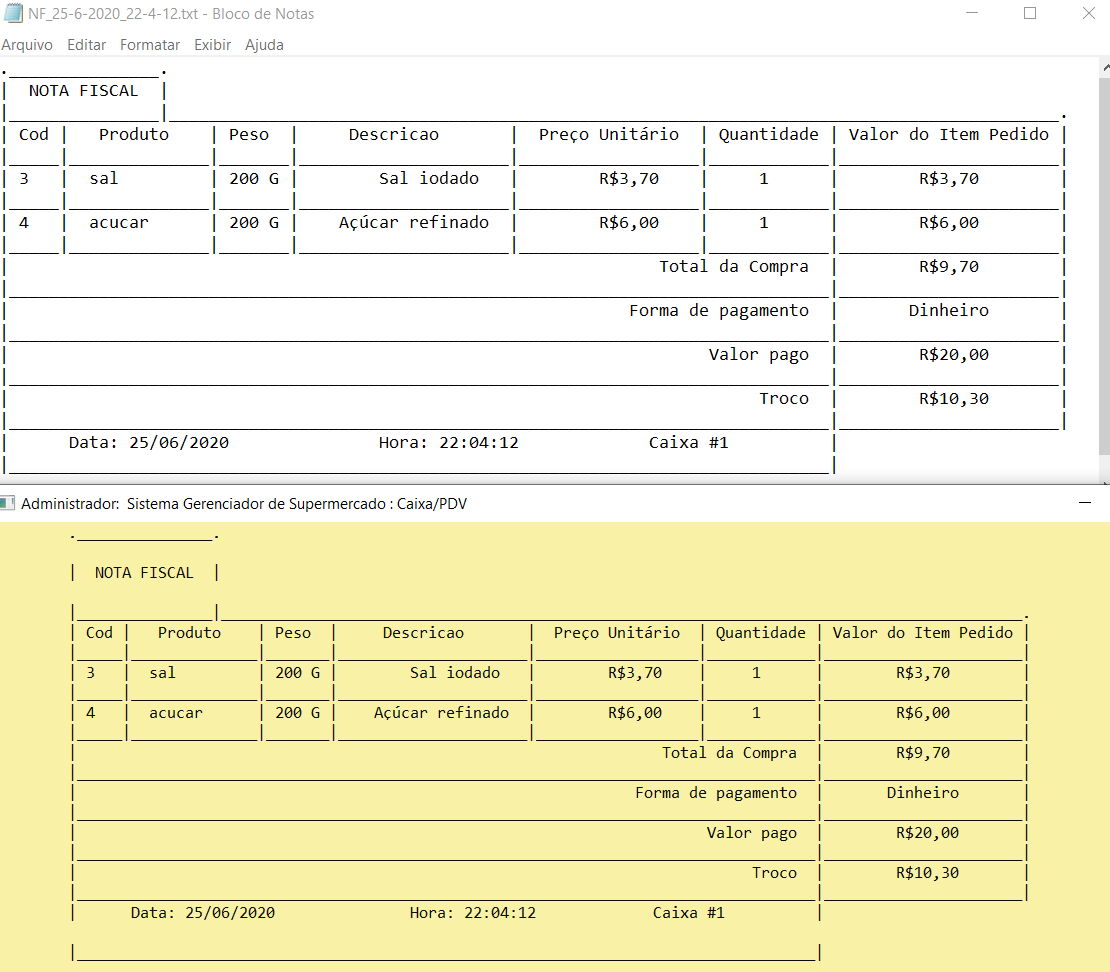 NF_25-6-2020_22-4-12.txt - Bloco de Notas
Arquivo Editar Formatar Exibir Ajuda
NOTA FISCAL
Cod | Produto | Peso | Descricao | Preço Unitário | Quantidade | Valor do Item Pedido
3 | sal | 200 G | Sal iodado | R$3,70 | 1 | R$3,70
4 | acucar | 200 G | Açúcar refinado | R$6,00 | 1 | R$6,00
Total da Compra | R$9,70
Forma de pagamento | Dinheiro
Valor pago | R$20,00
Troco | R$10,30
Data: 25/06/2020 Hora: 22:04:12 Caixa #1
Administrador: Sistema Gerenciador de Supermercado : Caixa/PDV
NOTA FISCAL
Cod | Produto | Peso | Descricao | Preço Unitário | Quantidade | Valor do Item Pedido
3 | sal | 200 G | Sal iodado | R$3,70 | 1 | R$3,70
4 | acucar | 200 G | Açúcar refinado | R$6,00 | 1 | R$6,00
Total da Compra | R$9,70
Forma de pagamento | Dinheiro
Valor pago | R$20,00
Troco | R$10,30
Data: 25/06/2020 Hora: 22:04:12 Caixa #1